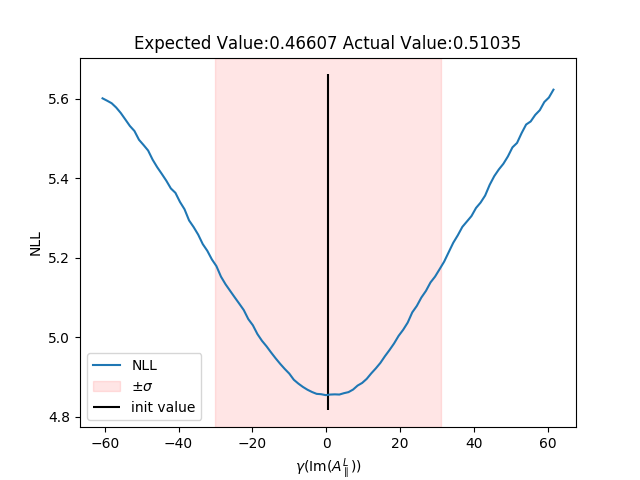 Expected Value:0.46607 Actual Value:0.51035
NLL
5.6
5.4
5.2
5.0
4.8
NLL
±σ
init value
−60 −40 −20 0 20 40 60
γ(Im(A_∥^L))